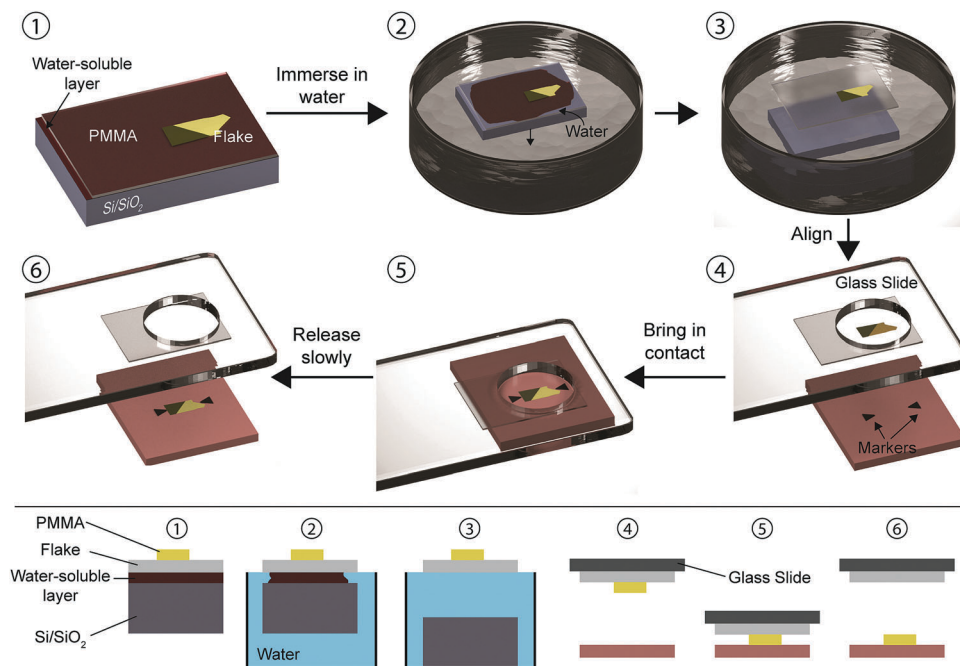 ①
②
③
Water-soluble
layer
Immerse in
water
PMMA
Flake
Water
Si/SiO₂
Align
⑥
⑤
④
Glass Slide
Release
slowly
Bring in
contact
Markers
PMMA
①
②
③
④
⑤
⑥
Flake
Water-soluble
layer
Glass Slide
Si/SiO₂
Water